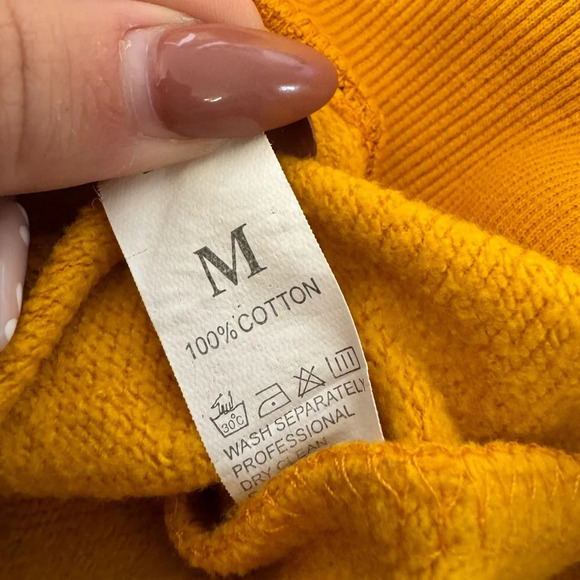 M
100% COTTON
30°C
WASH SEPARATELY
PROFESSIONAL
DRY CLEAN